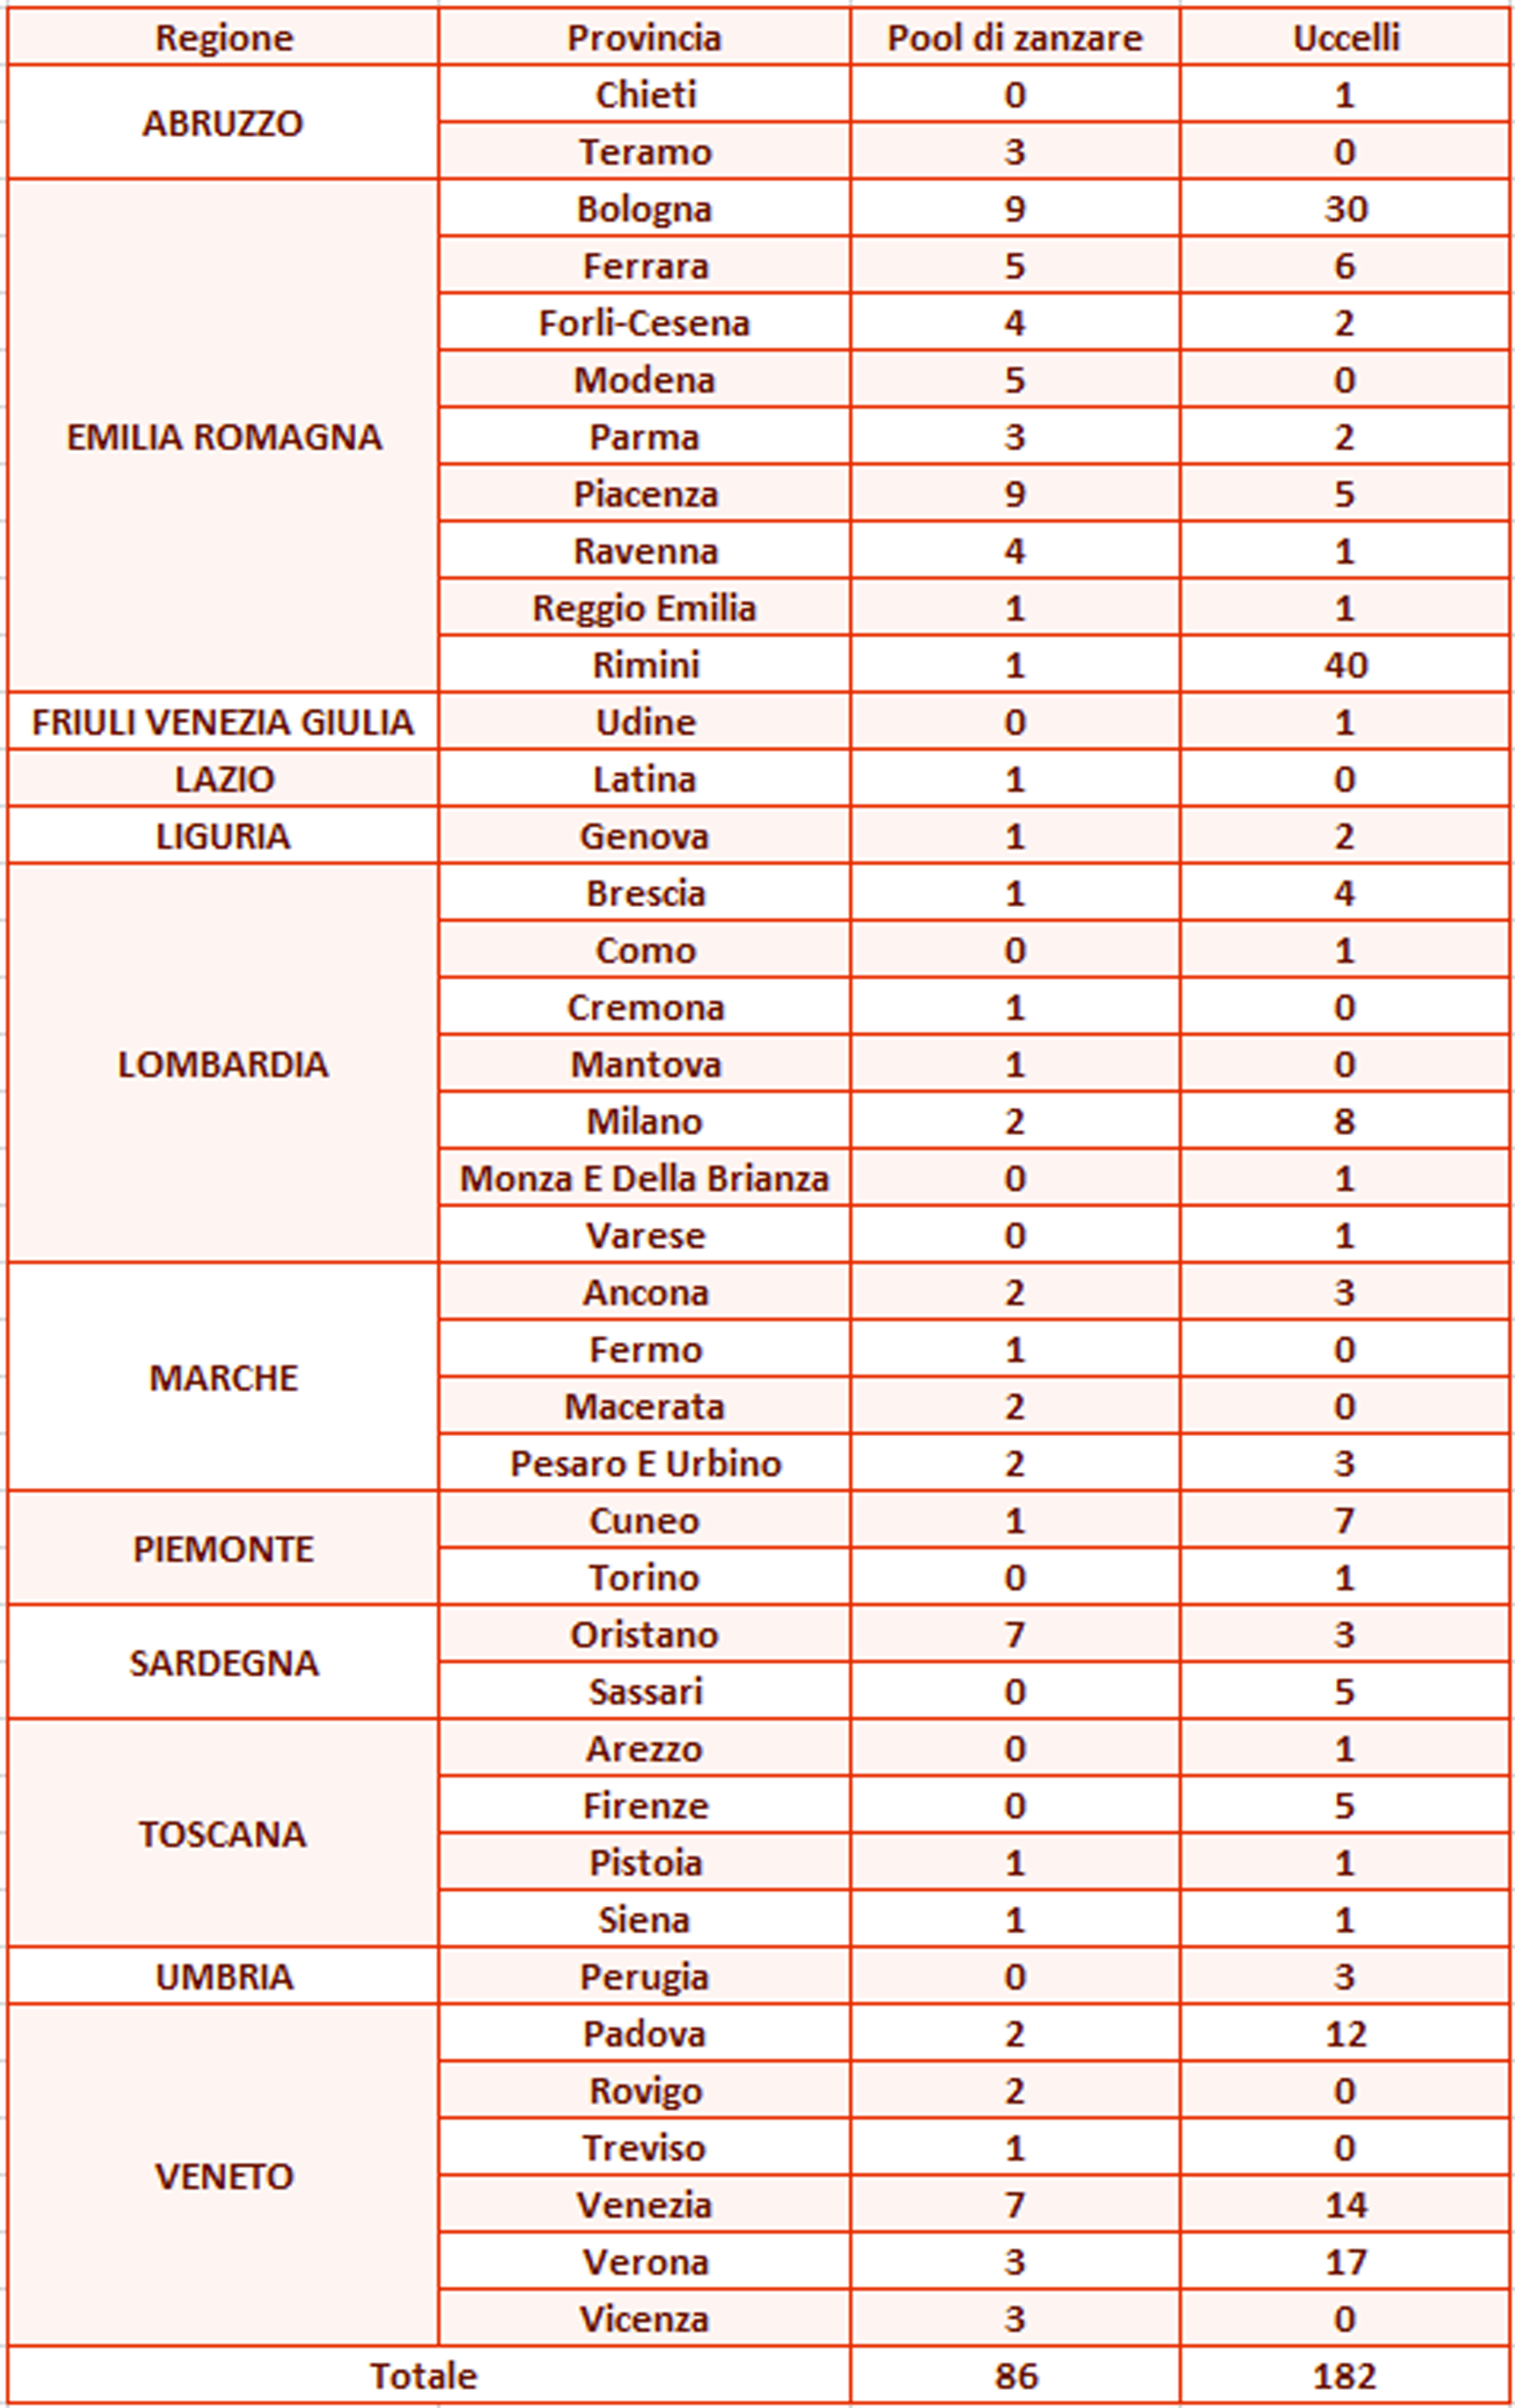 Regione Provincia Pool di zanzare Uccelli
ABRUZZO Chieti 0 1
Teramo 3 0
EMILIA ROMAGNA Bologna 9 30
Ferrara 5 6
Forli-Cesena 4 2
Modena 5 0
Parma 3 2
Piacenza 9 5
Ravenna 4 1
Reggio Emilia 1 1
Rimini 1 40
FRIULI VENEZIA GIULIA Udine 0 1
LAZIO Latina 1 0
LIGURIA Genova 1 2
LOMBARDIA Brescia 1 4
Como 0 1
Cremona 1 0
Mantova 1 0
Milano 2 8
Monza E Della Brianza 0 1
Varese 0 1
MARCHE Ancona 2 3
Fermo 1 0
Macerata 2 0
Pesaro E Urbino 2 3
PIEMONTE Cuneo 1 7
Torino 0 1
SARDEGNA Oristano 7 3
Sassari 0 5
TOSCANA Arezzo 0 1
Firenze 0 5
Pistoia 1 1
Siena 1 1
UMBRIA Perugia 0 3
VENETO Padova 2 12
Rovigo 2 0
Treviso 1 0
Venezia 7 14
Verona 3 17
Vicenza 3 0
Totale 86 182